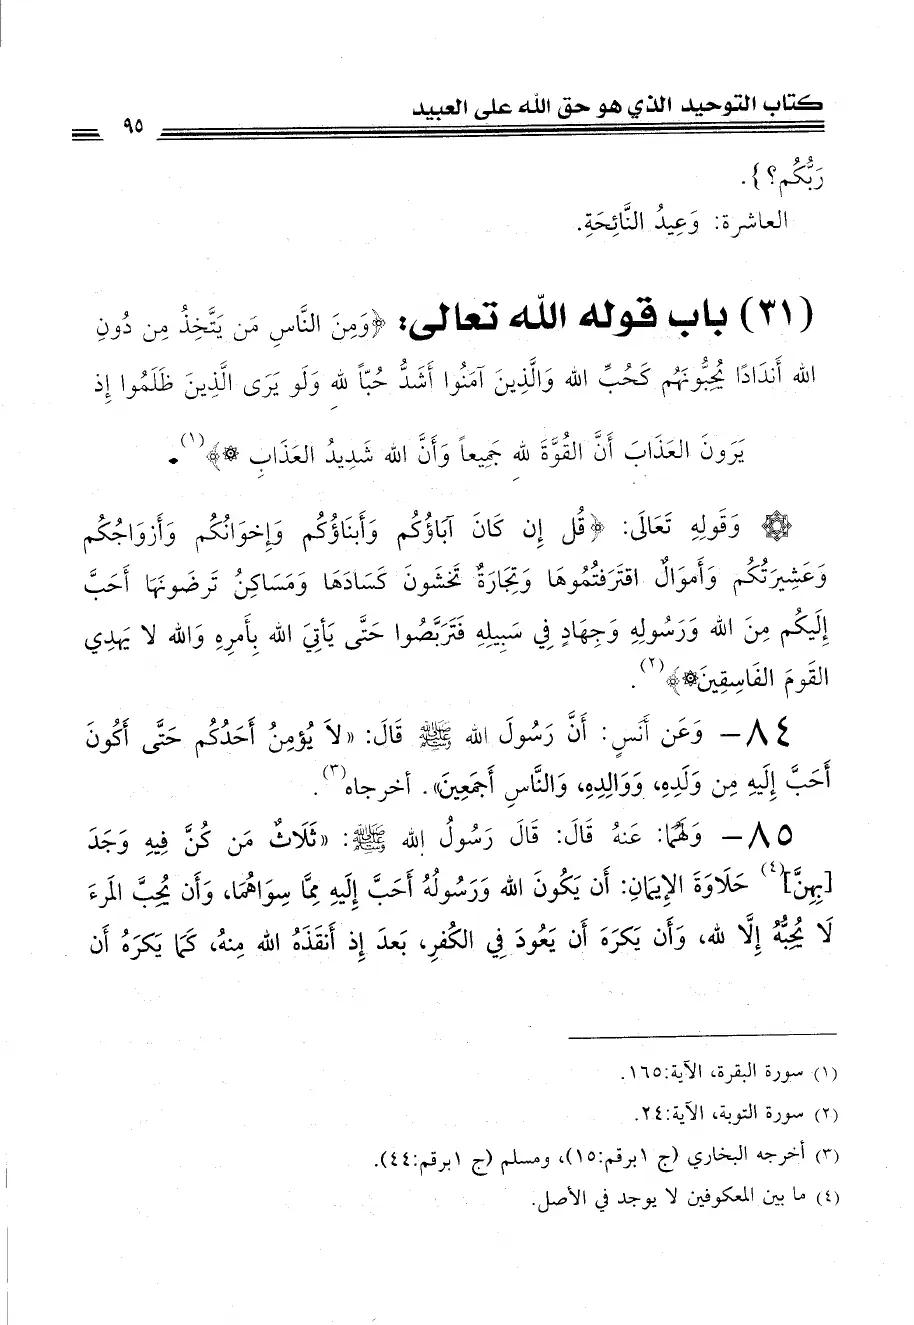 كتاب التوحيد الذي هو حق الله على العبيد
٩٥
رَبُّكُم؟}.
العاشرة: وَعِيدُ النَّائِحَةِ.
(٣١) باب قوله الله تعالى: ﴿وَمِنَ النَّاسِ مَن يَتَّخِذُ مِن دُونِ
الله أَندَادًا يُحِبُّونَهُم كَحُبِّ الله وَالَّذِينَ آمَنُوا أَشَدُّ حُبّاً لله وَلَو يَرَى الَّذِينَ ظَلَمُوا إِذ
يَرَونَ العَذَابَ أَنَّ القُوَّةَ لله جَمِيعاً وَأَنَّ الله شَدِيدُ العَذَابِ ۞﴾(١).
۞ وَقَولِهِ تَعَالَى: ﴿قُل إِن كَانَ آبَاؤُكُم وَأَبنَاؤُكُم وَإِخوَانُكُم وَأَزوَاجُكُم
وَعَشِيرَتُكُم وَأَموَالٌ اقتَرَفتُمُوهَا وَتِجَارَةٌ تَخشَونَ كَسَادَهَا وَمَسَاكِنُ تَرضَونَهَا أَحَبَّ
إِلَيكُم مِنَ الله وَرَسُولِهِ وَجِهَادٍ فِي سَبِيلِهِ فَتَرَبَّصُوا حَتَّى يَأتِيَ الله بِأَمرِهِ وَالله لا يَهدِي
القَومَ الفَاسِقِينَ۞﴾(٢).
٨٤- وَعَن أَنَسٍ: أَنَّ رَسُولَ الله ﷺ قَالَ: «لاَ يُؤمِنُ أَحَدُكُم حَتَّى أَكُونَ
أَحَبَّ إِلَيهِ مِن وَلَدِهِ، وَوَالِدِهِ، وَالنَّاسِ أَجمَعِينَ». أخرجاه(٣).
٨٥- وَلَهُمَا: عَنهُ قَالَ: قَالَ رَسُولُ الله ﷺ: «ثَلَاثٌ مَن كُنَّ فِيهِ وَجَدَ
[بِهِنَّ](٤) حَلَاوَةَ الإِيمَانِ: أَن يَكُونَ الله وَرَسُولُهُ أَحَبَّ إِلَيهِ مِمَّا سِوَاهُمَا، وَأَن يُحِبَّ المَرءَ
لَا يُحِبُّهُ إِلَّا لله، وَأَن يَكرَهَ أَن يَعُودَ فِي الكُفرِ، بَعدَ إِذ أَنقَذَهُ الله مِنهُ، كَمَا يَكرَهُ أَن
(١) سورة البقرة، الآية:١٦٥.
(٢) سورة التوبة، الآية:٢٤.
(٣) أخرجه البخاري (ج ١برقم:١٥)، ومسلم (ج ١برقم:٤٤).
(٤) ما بين المعكوفين لا يوجد في الأصل.